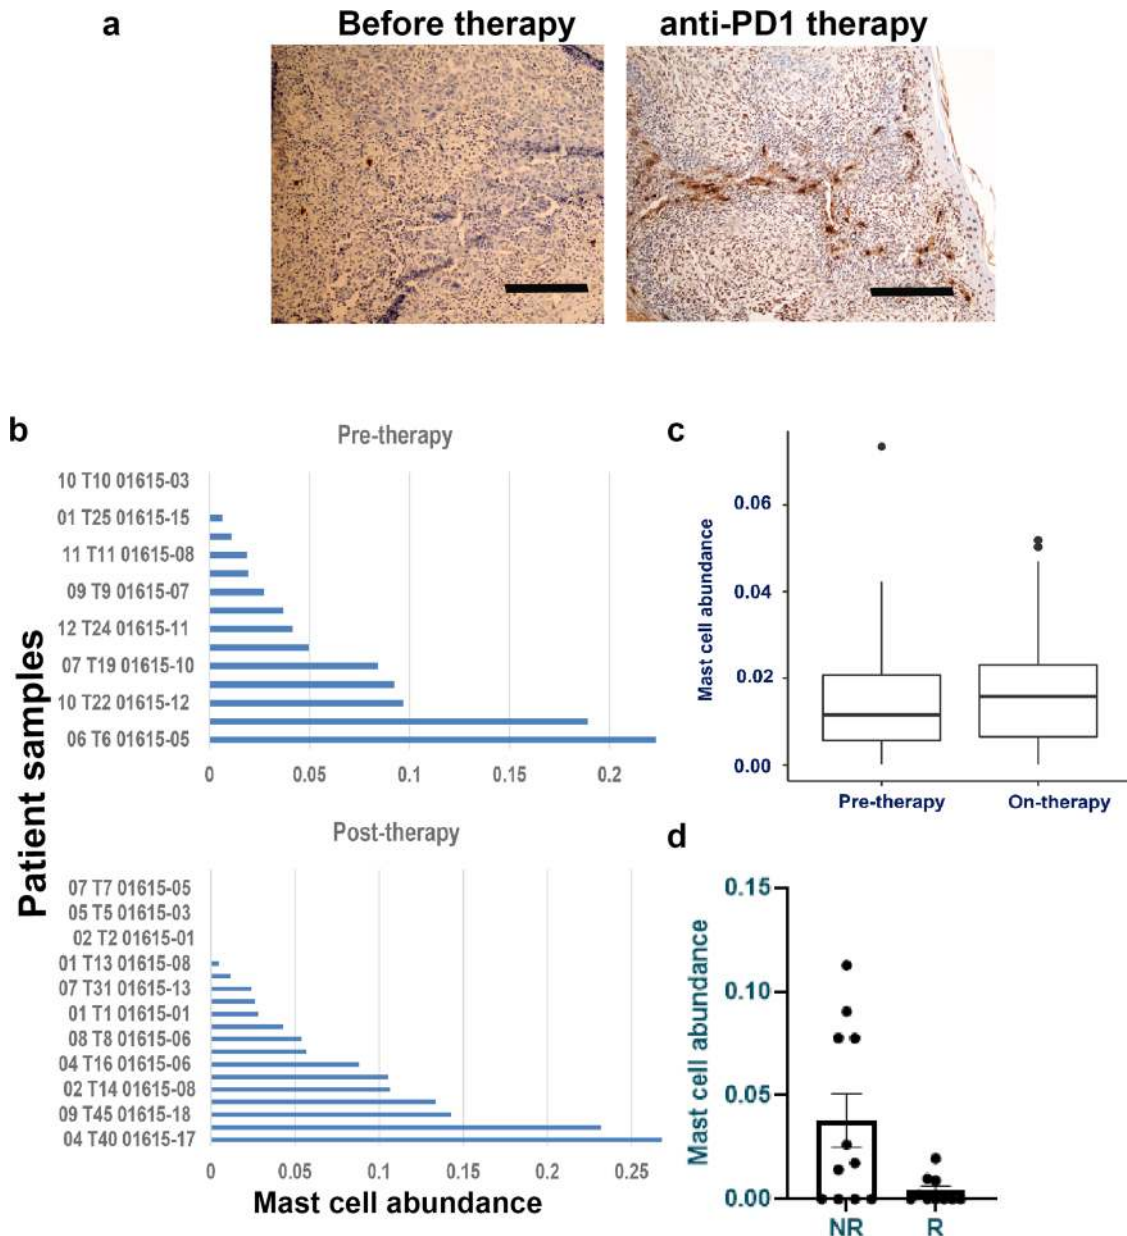 a
Before therapy
anti-PD1 therapy
b
Pre-therapy
Patient samples
10 T10 01615-03
01 T25 01615-15
11 T11 01615-08
09 T9 01615-07
12 T24 01615-11
07 T19 01615-10
10 T22 01615-12
06 T6 01615-05
0 0.05 0.1 0.15 0.2
Post-therapy
07 T7 01615-05
05 T5 01615-03
02 T2 01615-01
01 T13 01615-08
07 T31 01615-13
01 T1 01615-01
08 T8 01615-06
04 T16 01615-06
02 T14 01615-08
09 T45 01615-18
04 T40 01615-17
0 0.05 0.1 0.15 0.2 0.25
Mast cell abundance
c
Mast cell abundance
0.06
0.04
0.02
0.00
Pre-therapy On-therapy
d
Mast cell abundance
0.15
0.10
0.05
0.00
NR R